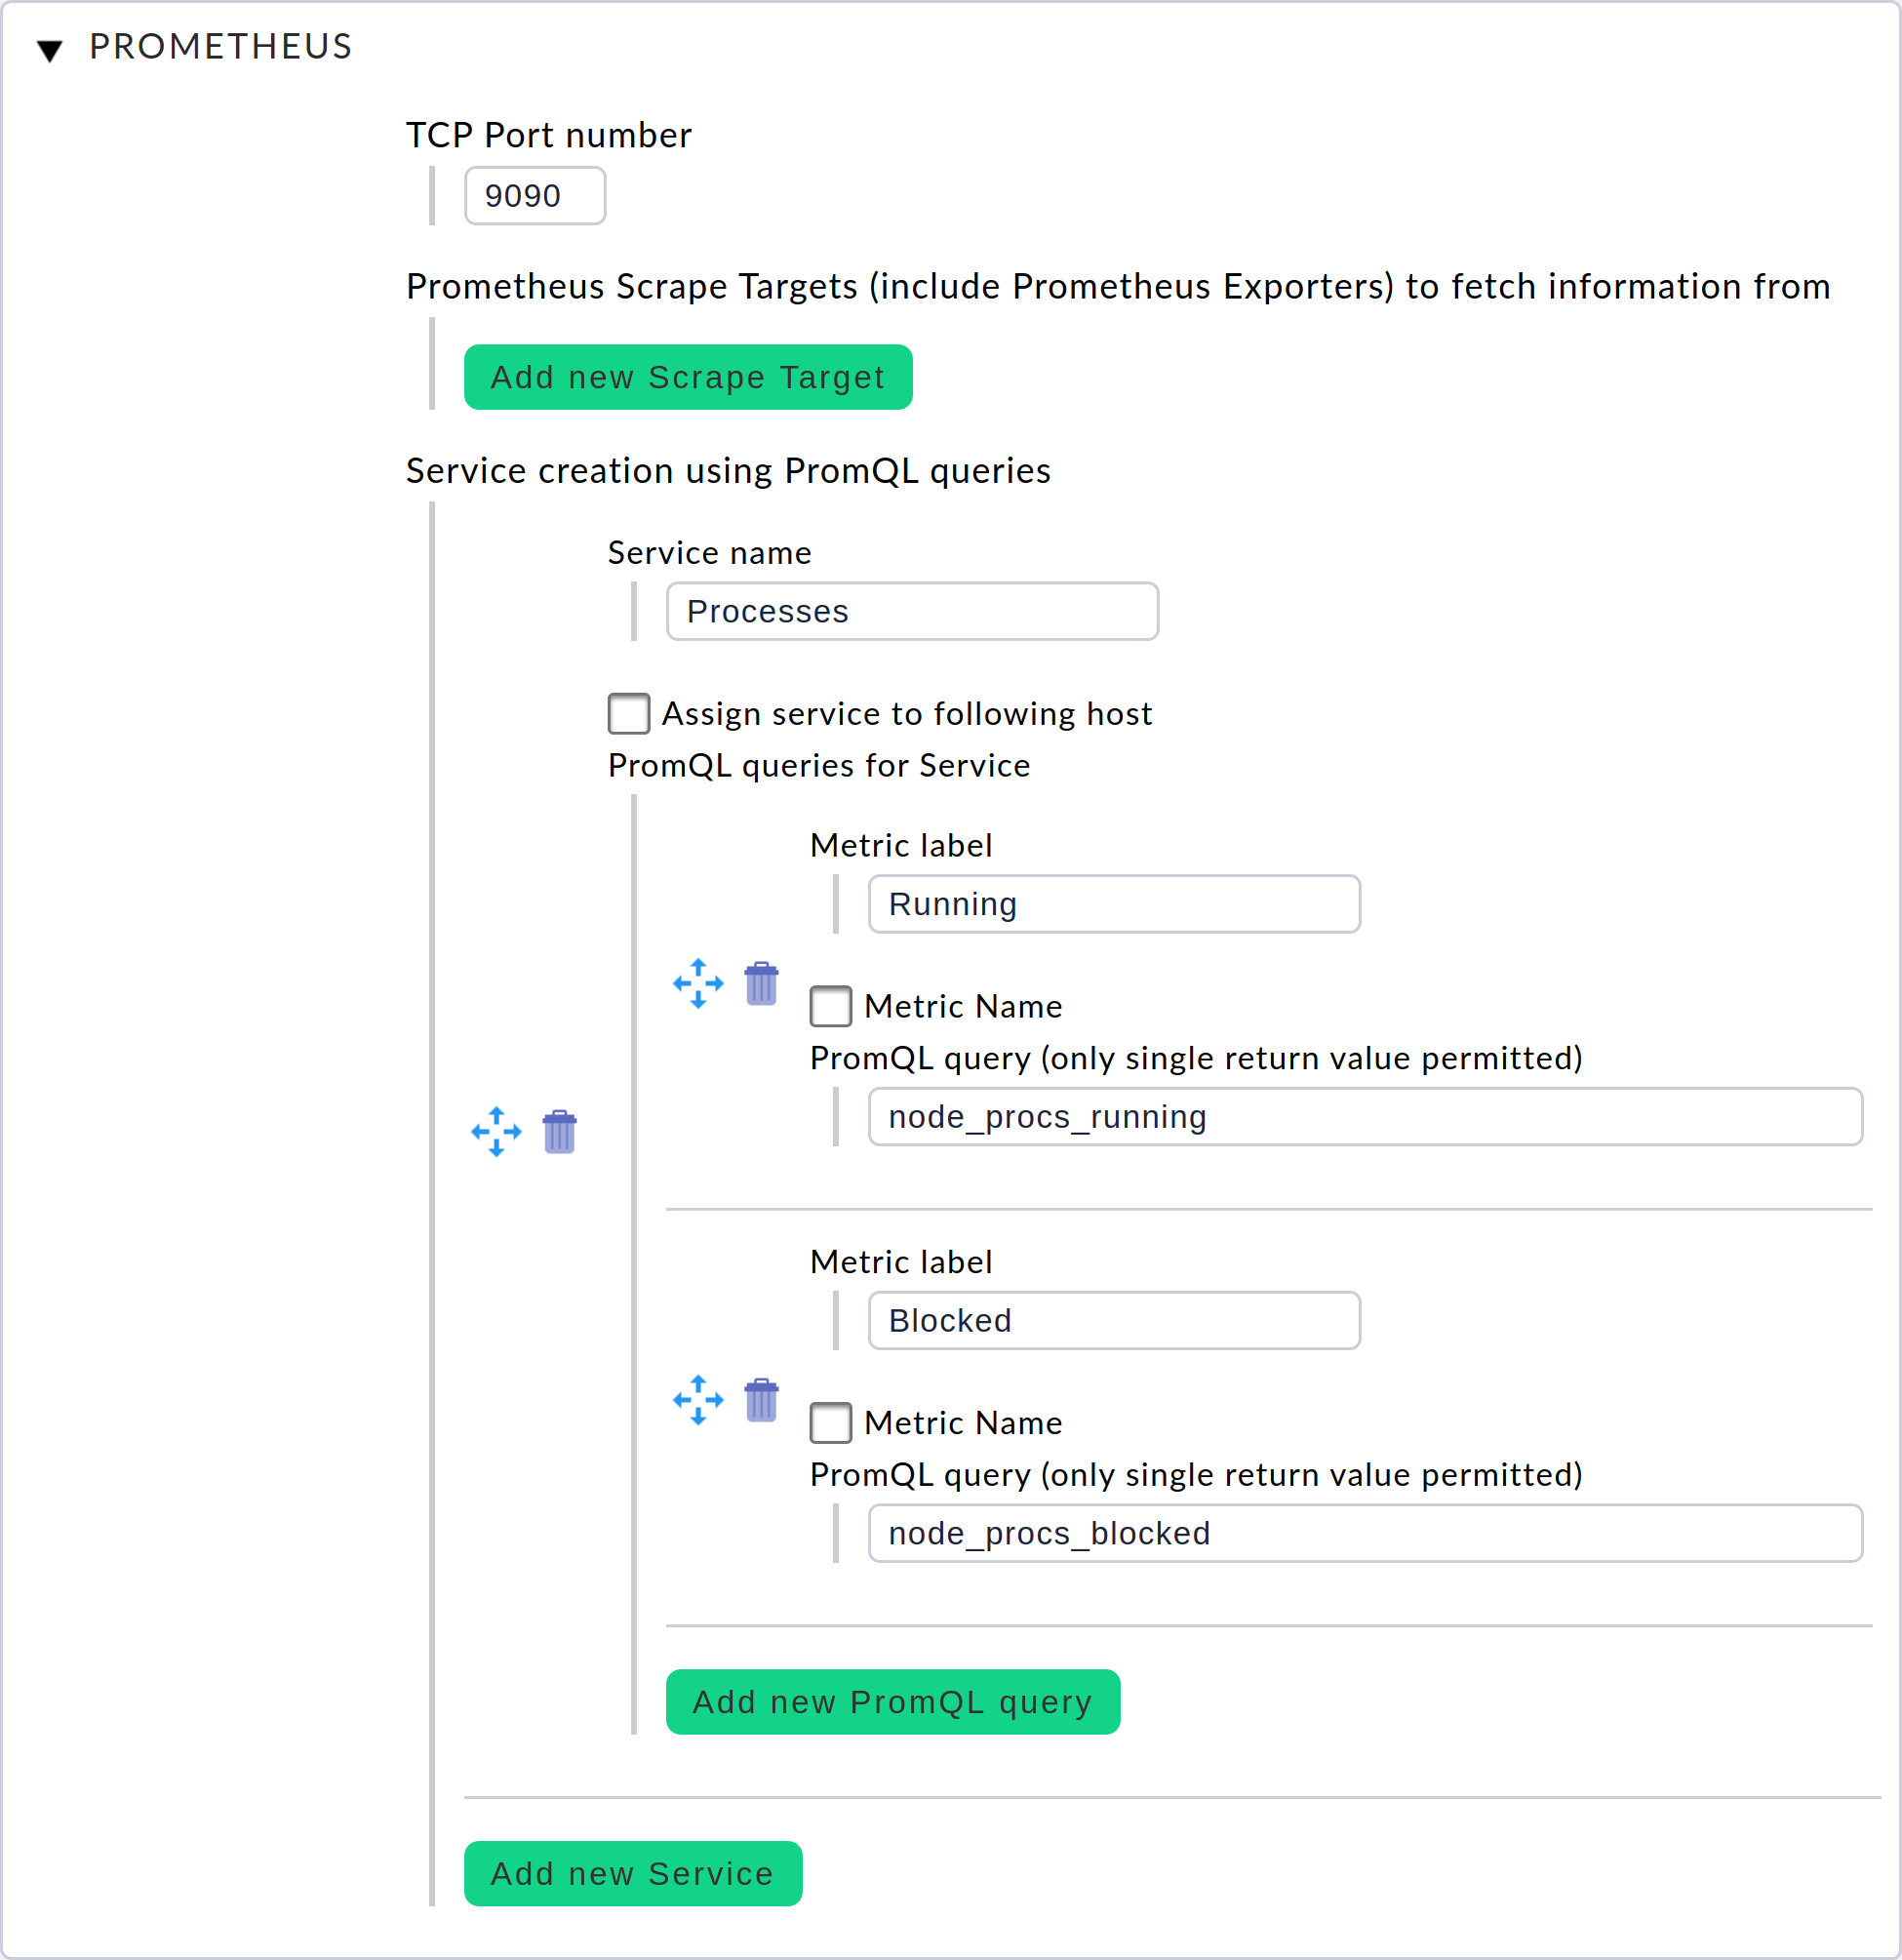 PROMETHEUS
TCP Port number
9090
Prometheus Scrape Targets (include Prometheus Exporters) to fetch information from
Add new Scrape Target
Service creation using PromQL queries
Service name
Processes
Assign service to following host
PromQL queries for Service
Metric label
Running
Metric Name
PromQL query (only single return value permitted)
node_procs_running
Metric label
Blocked
Metric Name
PromQL query (only single return value permitted)
node_procs_blocked
Add new PromQL query
Add new Service